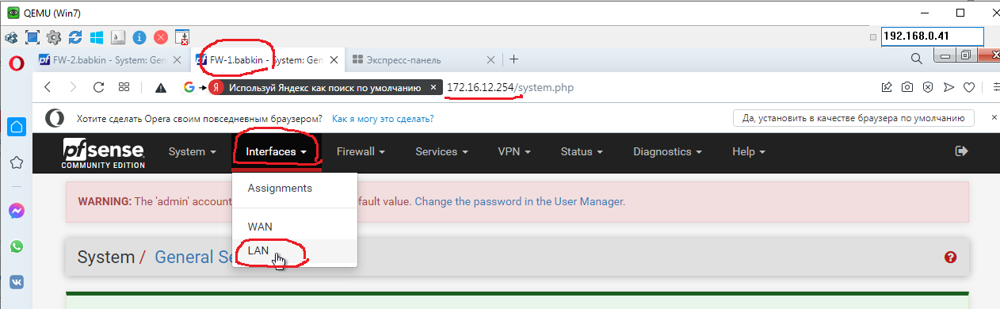 QEMU (Win7)
192.168.0.41
FW-2.babkin - System: Gen
FW-1.babkin - System: Gen
Экспресс-панель
Используй Яндекс как поиск по умолчанию
172.16.12.254/system.php
Хотите сделать Opera своим повседневным браузером? Как я могу это сделать?
Да, установить в качестве браузера по умолчанию
pfsense
COMMUNITY EDITION
System Interfaces Firewall Services VPN Status Diagnostics Help
Assignments
WARNING: The 'admin' account fault value. Change the password in the User Manager.
WAN
LAN
System / General Se